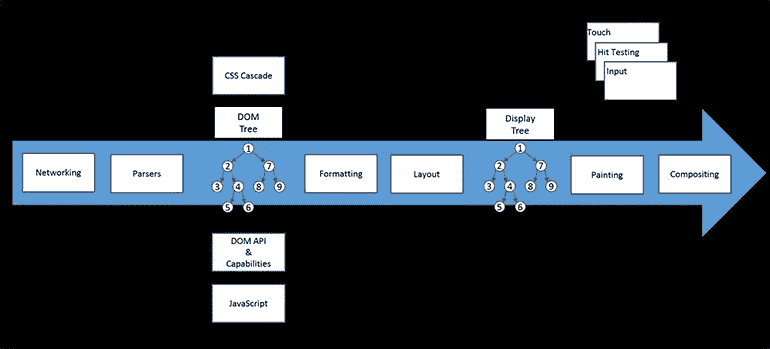 Touch
Hit Testing
Input
CSS Cascade
DOM
Tree
Display
Tree
Networking
Parsers
1
2
7
3
4
8
9
5
6
Formatting
Layout
1
2
7
3
4
8
9
5
6
Painting
Compositing
DOM API
&
Capabilities
JavaScript